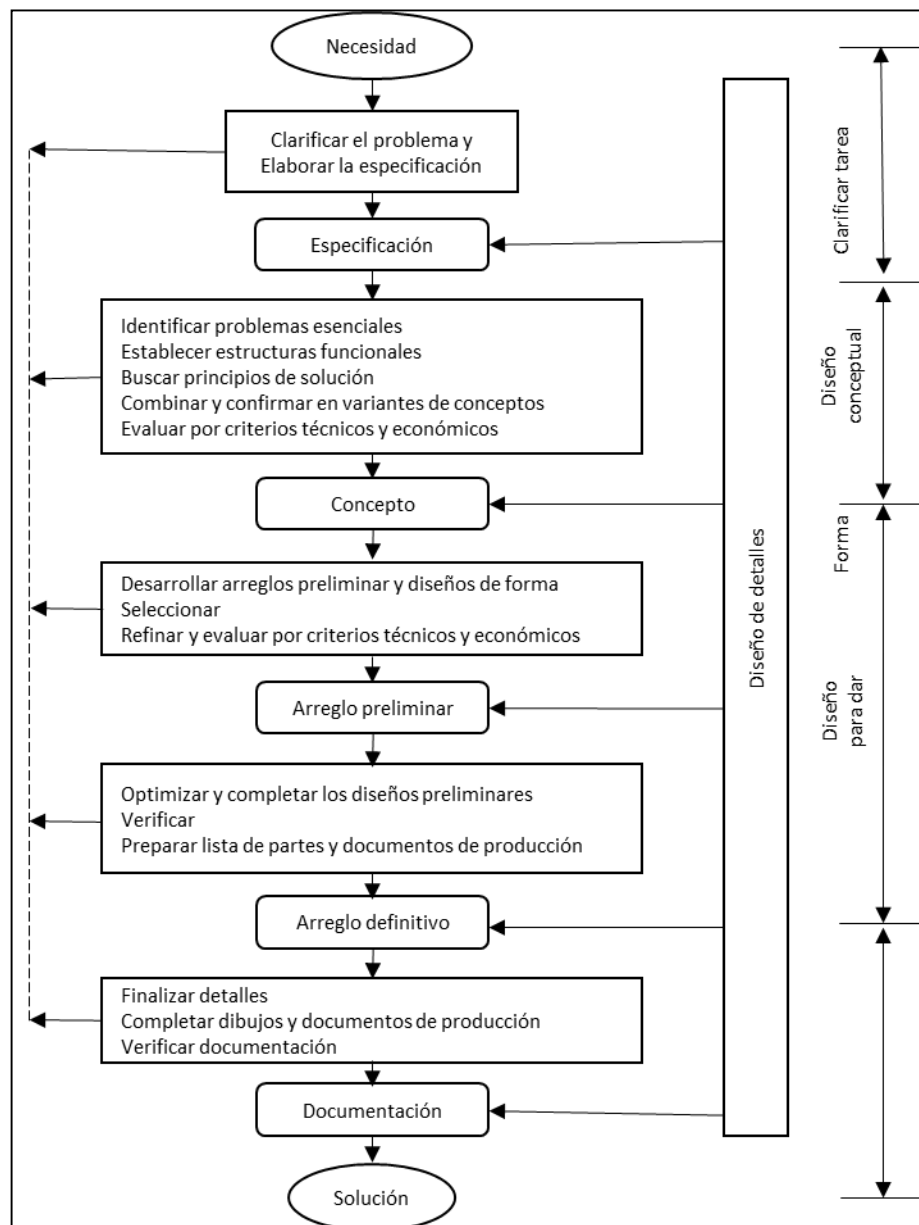 Necesidad
Clarificar el problema y
Elaborar la especificación
Especificación
Identificar problemas esenciales
Establecer estructuras funcionales
Buscar principios de solución
Combinar y confirmar en variantes de conceptos
Evaluar por criterios técnicos y económicos
Concepto
Desarrollar arreglos preliminar y diseños de forma
Seleccionar
Refinar y evaluar por criterios técnicos y económicos
Arreglo preliminar
Optimizar y completar los diseños preliminares
Verificar
Preparar lista de partes y documentos de producción
Arreglo definitivo
Finalizar detalles
Completar dibujos y documentos de producción
Verificar documentación
Documentación
Solución
Diseño de detalles
Clarificar tarea
Diseño
conceptual
Diseño
para dar
Forma